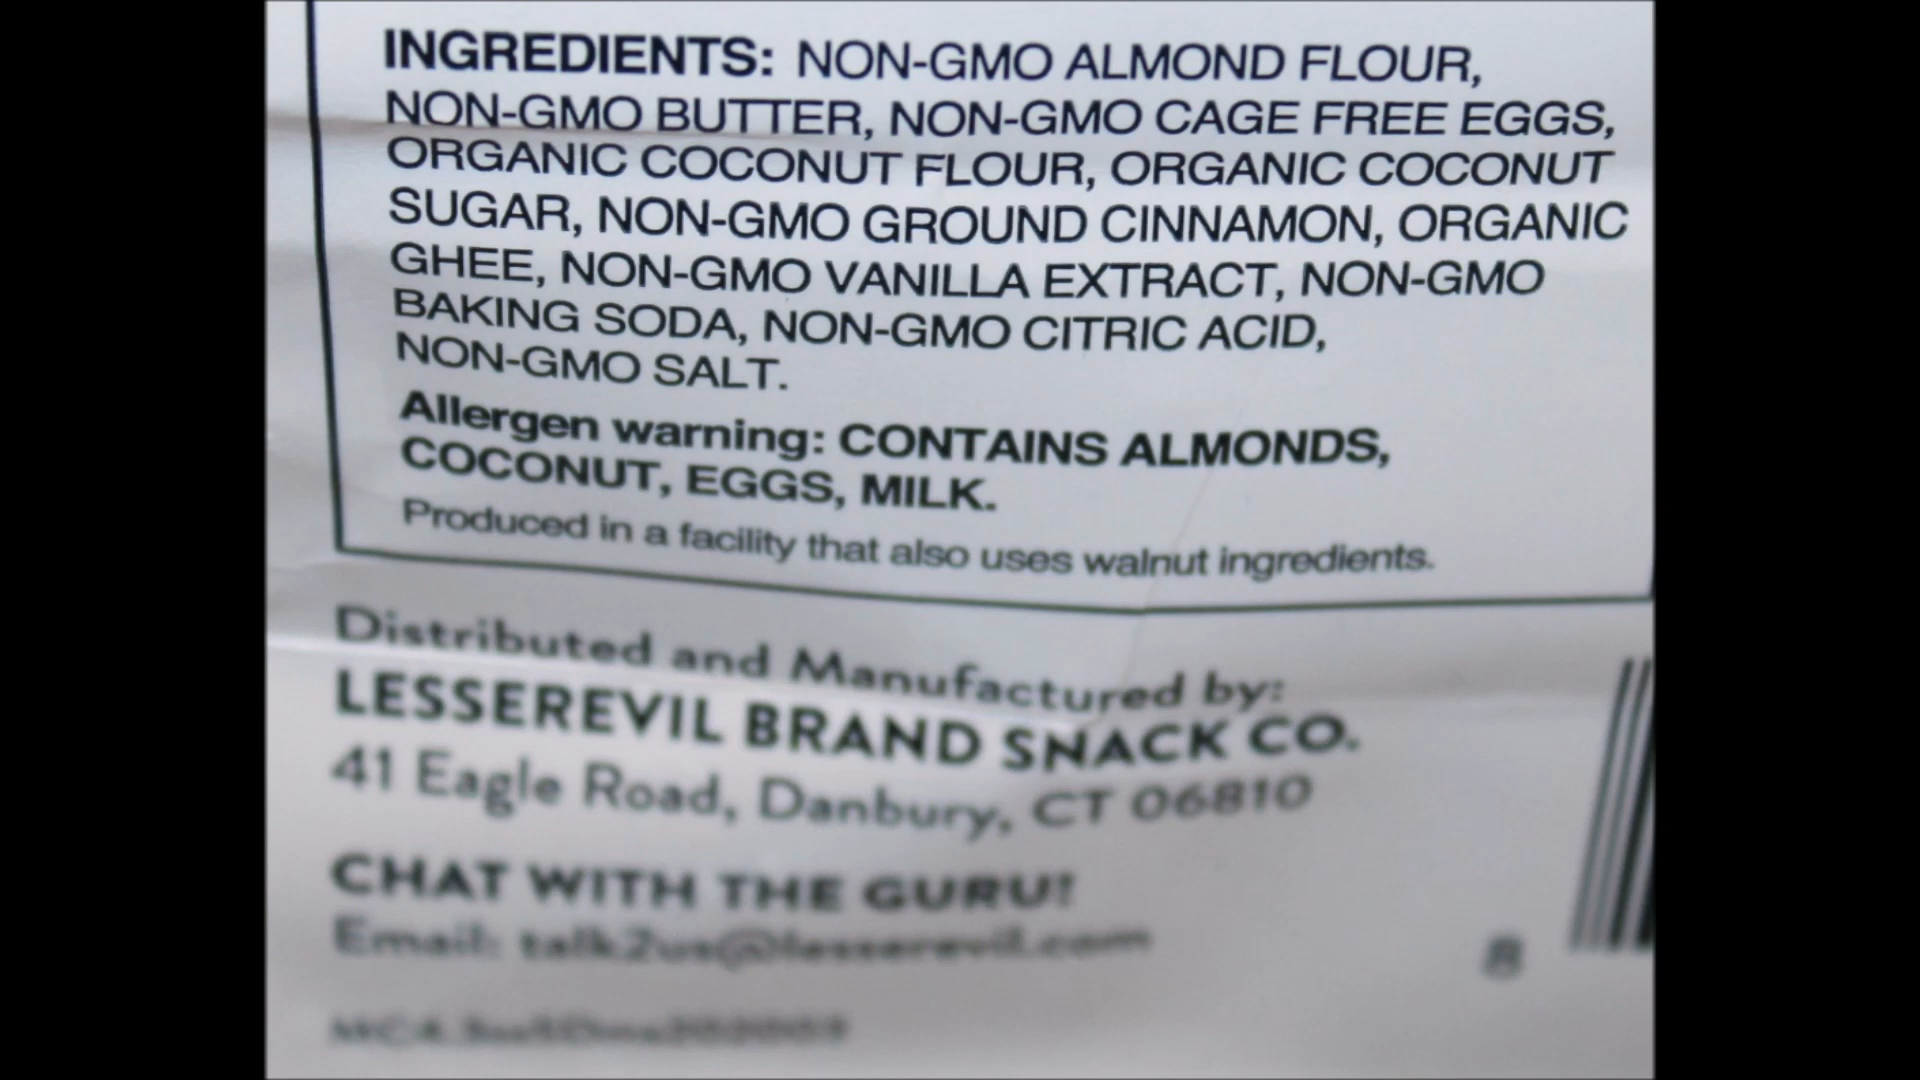 INGREDIENTS: NON-GMO ALMOND FLOUR,
NON-GMO BUTTER, NON-GMO CAGE FREE EGGS,
ORGANIC COCONUT FLOUR, ORGANIC COCONUT
SUGAR, NON-GMO GROUND CINNAMON, ORGANIC
GHEE, NON-GMO VANILLA EXTRACT, NON-GMO
BAKING SODA, NON-GMO CITRIC ACID,
NON-GMO SALT.
Allergen warning: CONTAINS ALMONDS,
COCONUT, EGGS, MILK.
Produced in a facility that also uses walnut ingredients.
Distributed and Manufactured by:
LESSEREVIL BRAND SNACK CO.
41 Eagle Road, Danbury, CT 06810
CHAT WITH THE GURU!
Email: talk2us@lesserevil.com
8